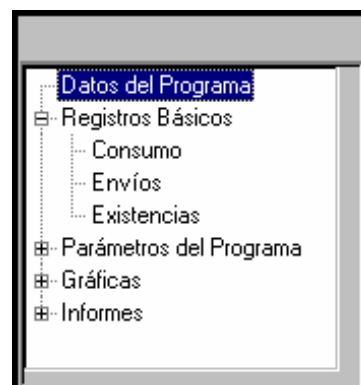 Datos del Programa
Registros Básicos
Consumo
Envíos
Existencias
Parámetros del Programa
Gráficas
Informes